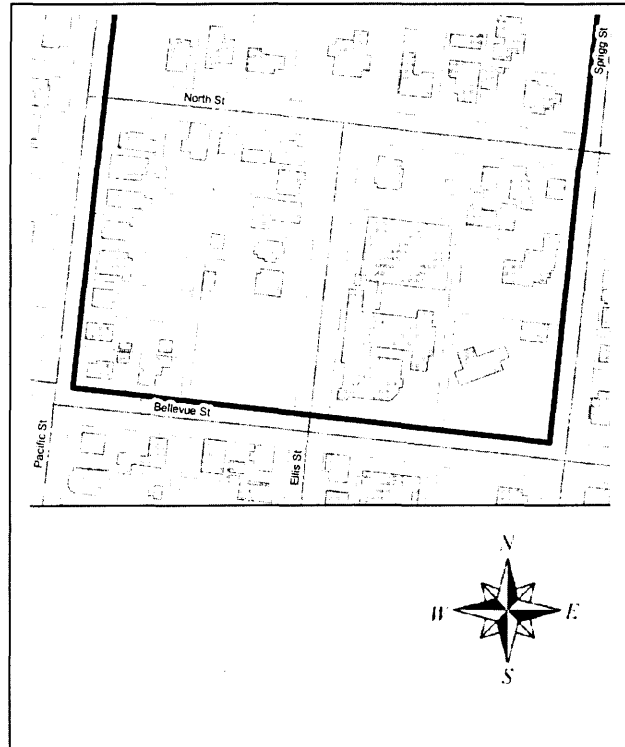 Sprigg St
North St
Bellevue St
Pacific St
Ellis St
N
W
E
S